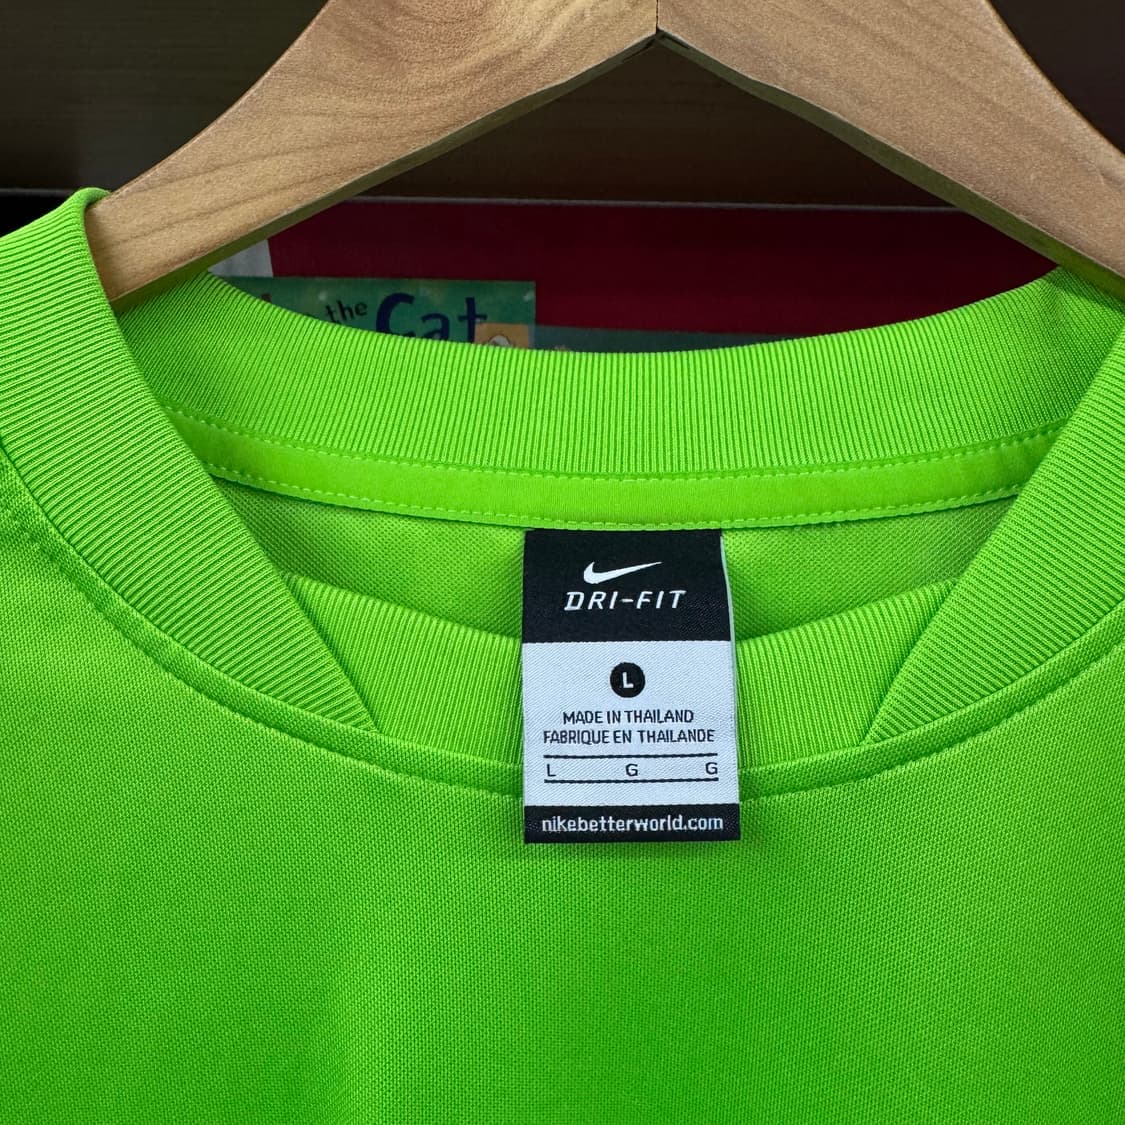 the
Cat
DRI-FIT
L
MADE IN THAILAND
FABRIQUE EN THAILANDE
L G G
nikebetterworld.com